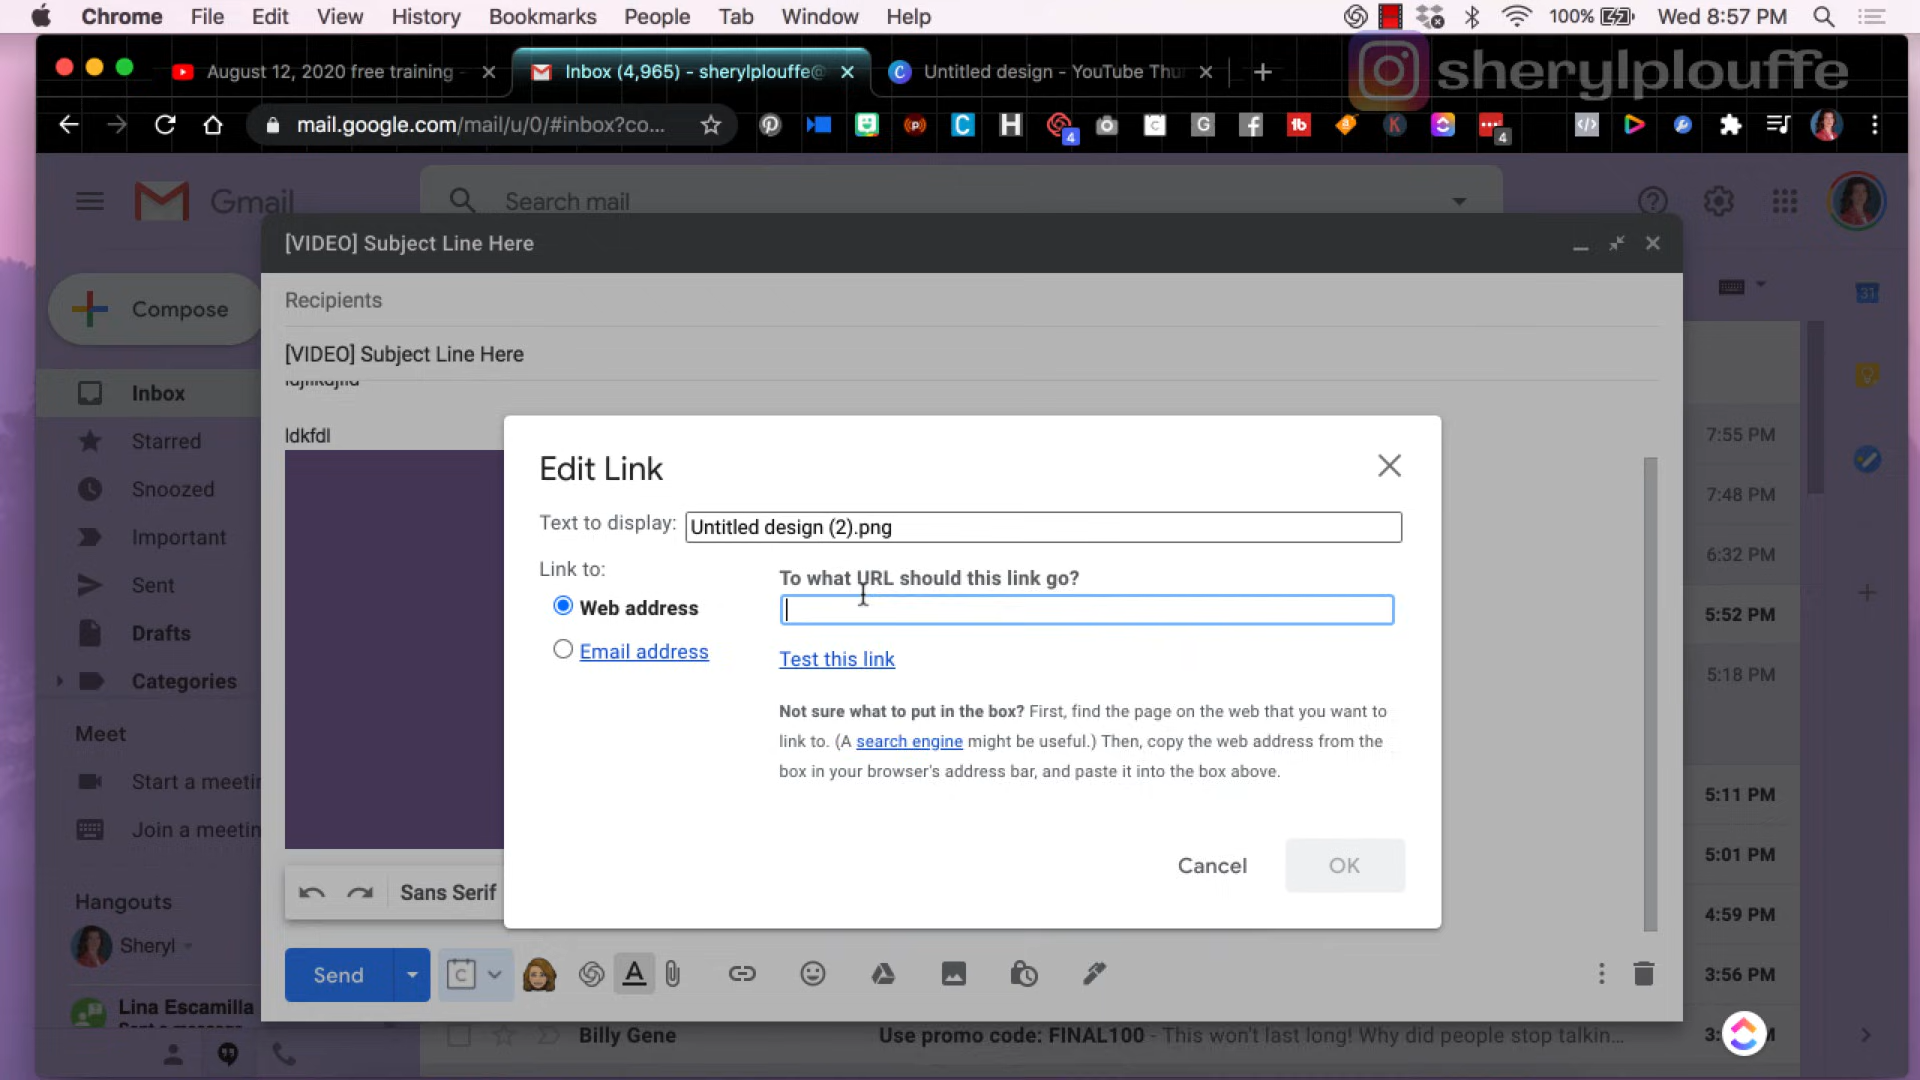 Chrome File Edit View History Bookmarks People Tab Window Help 100% Wed 8:57 PM
sherylplouffe
August 12, 2020 free training - Inbox (4,965) - sherylplouffe@ Untitled design - YouTube Thu
mail.google.com/mail/u/0/#inbox?co...
4 4
Gmail Search mail
[VIDEO] Subject Line Here
Recipients
Compose
31
[VIDEO] Subject Line Here
Inbox
ldkfdl 7:55 PM
Starred
Edit Link
Snoozed 7:48 PM
Text to display: Untitled design (2).png
Important 6:32 PM
Link to: To what URL should this link go?
Sent
Web address 5:52 PM
Drafts
Email address Test this link
Categories 5:18 PM
Not sure what to put in the box? First, find the page on the web that you want to
Meet
link to. (A search engine might be useful.) Then, copy the web address from the
box in your browser's address bar, and paste it into the box above.
Start a meetin
5:11 PM
Join a meetin
5:01 PM
Cancel OK
Sans Serif
Hangouts
4:59 PM
Sheryl
Send 3:56 PM
Lina Escamilla
Billy Gene Use promo code: FINAL100 - This won't last long! Why did people stop talkin...